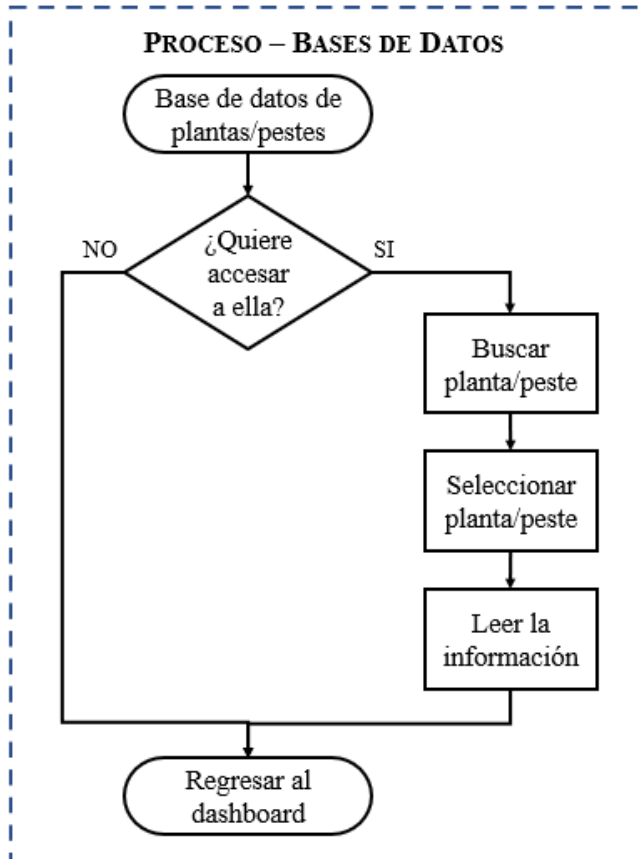 PROCESO – BASES DE DATOS
Base de datos de
plantas/pestes
¿Quiere
accesar
a ella?
NO
SI
Buscar
planta/peste
Seleccionar
planta/peste
Leer la
información
Regresar al
dashboard